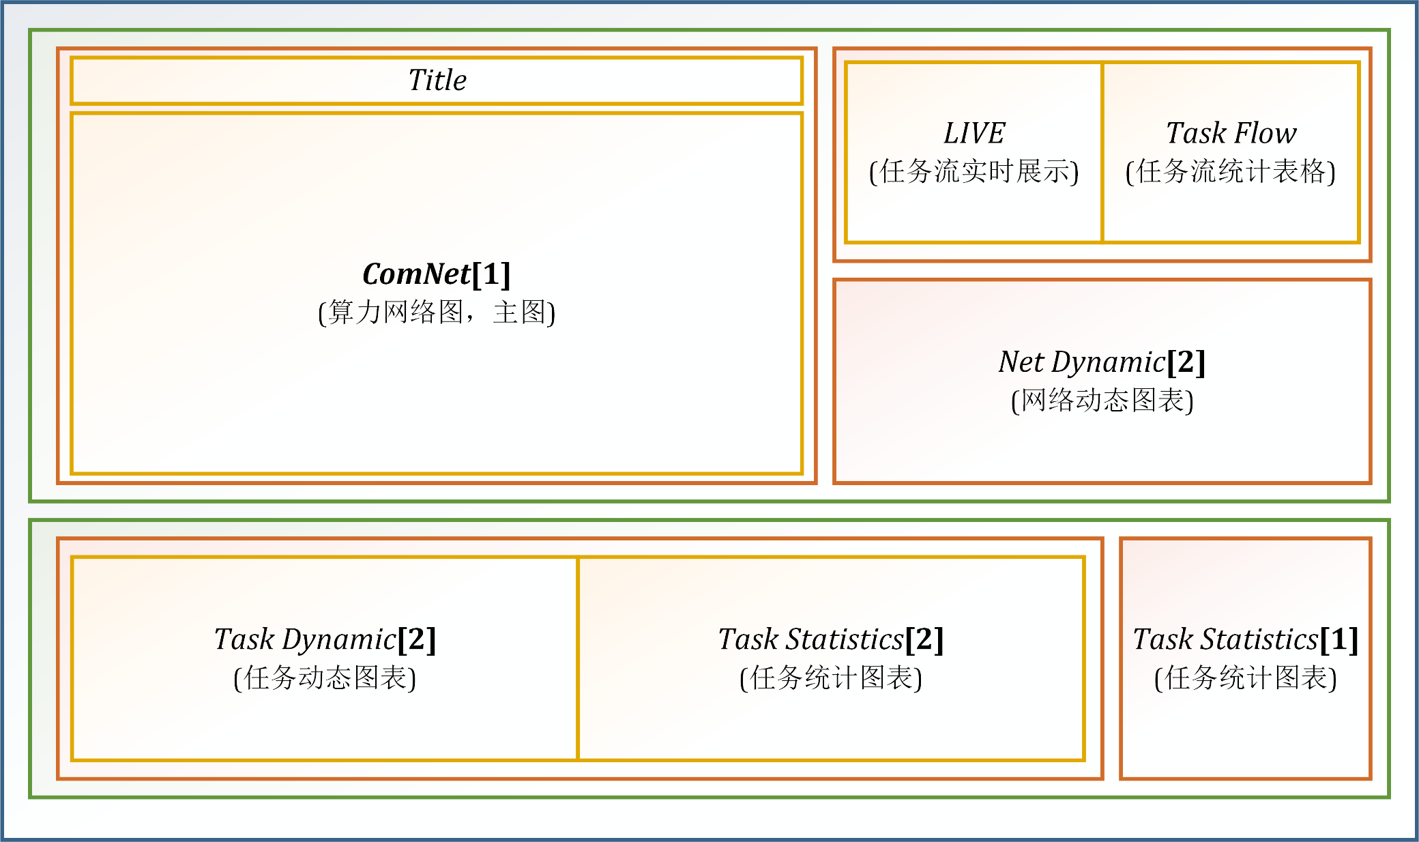 Title
ComNet[1]
(算力网络图，主图)
LIVE
(任务流实时展示)
Task Flow
(任务流统计表格)
Net Dynamic[2]
(网络动态图表)
Task Dynamic[2]
(任务动态图表)
Task Statistics[2]
(任务统计图表)
Task Statistics[1]
(任务统计图表)